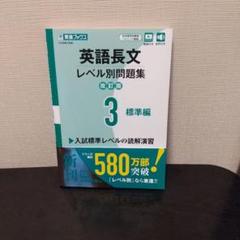 東進ブックス
英語長文
レベル別問題集
改訂版
3 標準編
入試標準レベルの読解演習
580万部
突破!
「レベル別」なら東進!!